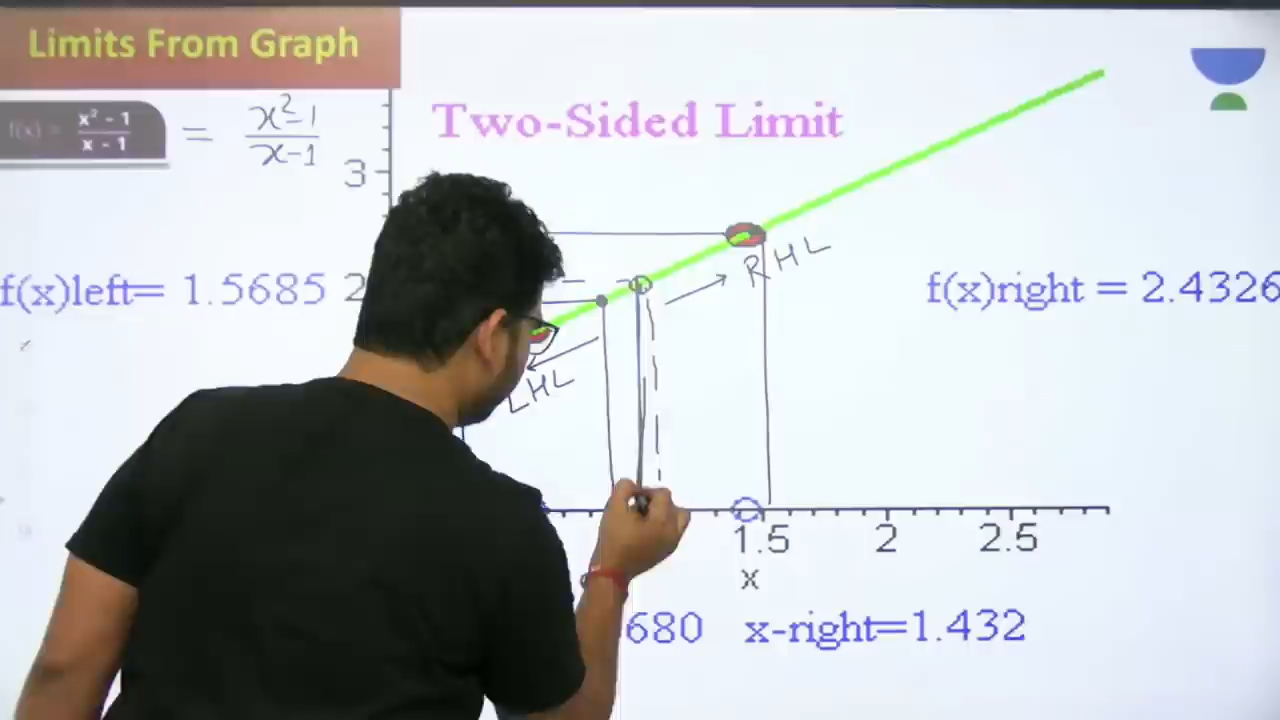 Limits From Graph
f(x) = x² - 1 / x - 1 = x²-1 / x-1
Two-Sided Limit
3
RHL
f(x)left= 1.5685
2
f(x)right = 2.4326
LHL
1.5 2 2.5
x
680 x-right=1.432